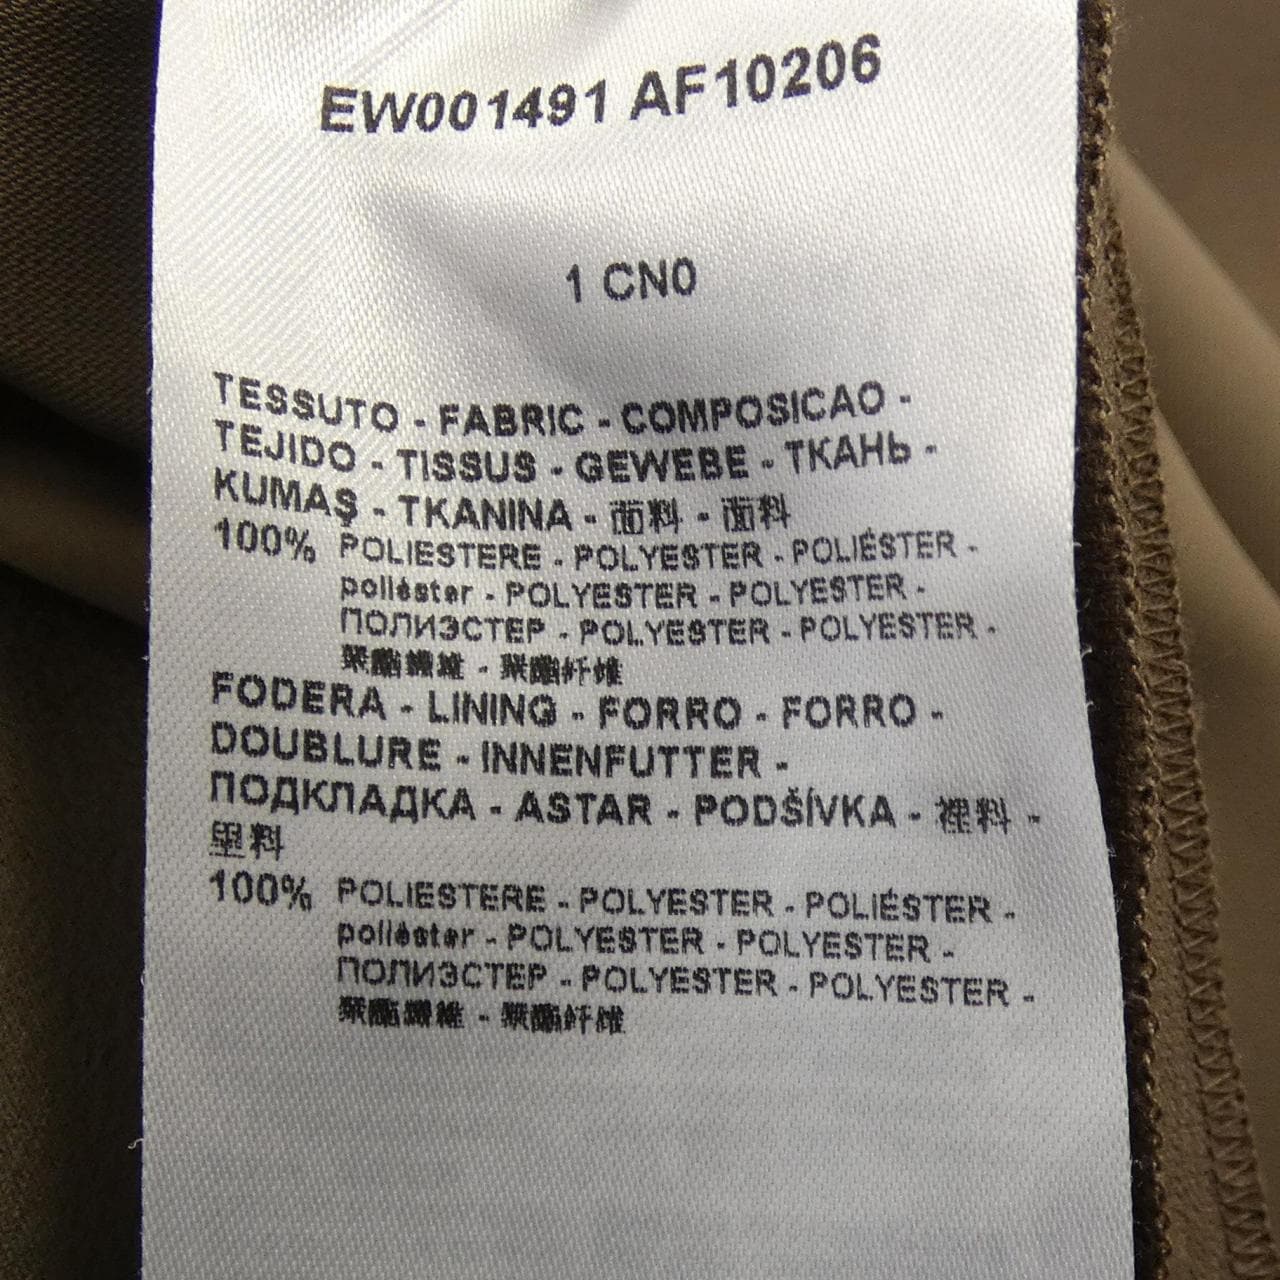 EW001491 AF10206
1 CN0
TESSUTO - FABRIC - COMPOSICAO -
TEJIDO - TISSUS - GEWEBE - ТКАНЬ -
KUMAŞ - TKANINA - 面料 - 面料
100% POLIESTERE - POLYESTER - POLIÉSTER -
poliéster - POLYESTER - POLYESTER -
ПОЛИЭСТЕР - POLYESTER - POLYESTER -
聚酯纖維 - 聚酯纤维
FODERA - LINING - FORRO - FORRO -
DOUBLURE - INNENFUTTER -
ПОДКЛАДКА - ASTAR - PODŠÍVKA - 裡料 -
里料
100% POLIESTERE - POLYESTER - POLIÉSTER -
poliéster - POLYESTER - POLYESTER -
ПОЛИЭСТЕР - POLYESTER - POLYESTER -
聚酯纖維 - 聚酯纤维